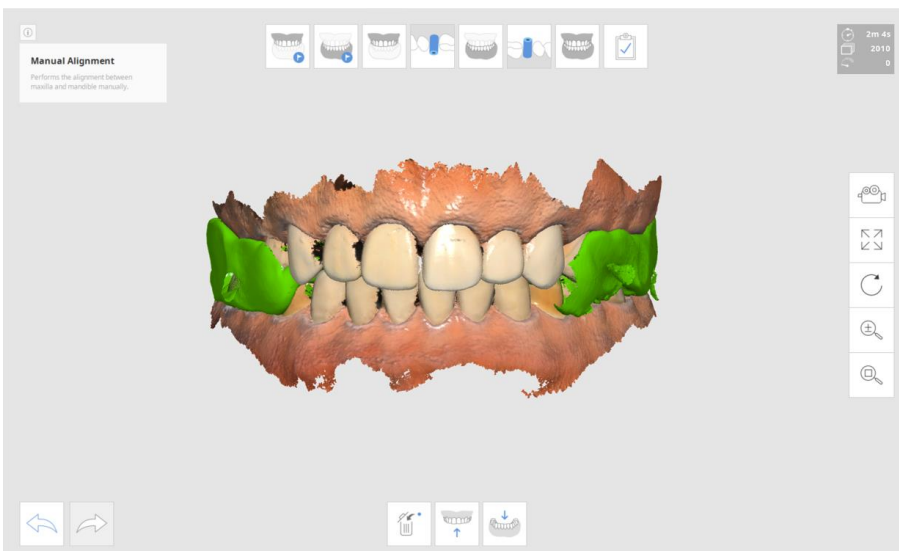 Manual Alignment
Performs the alignment between
maxilla and mandible manually.
2m 4s
2010
0